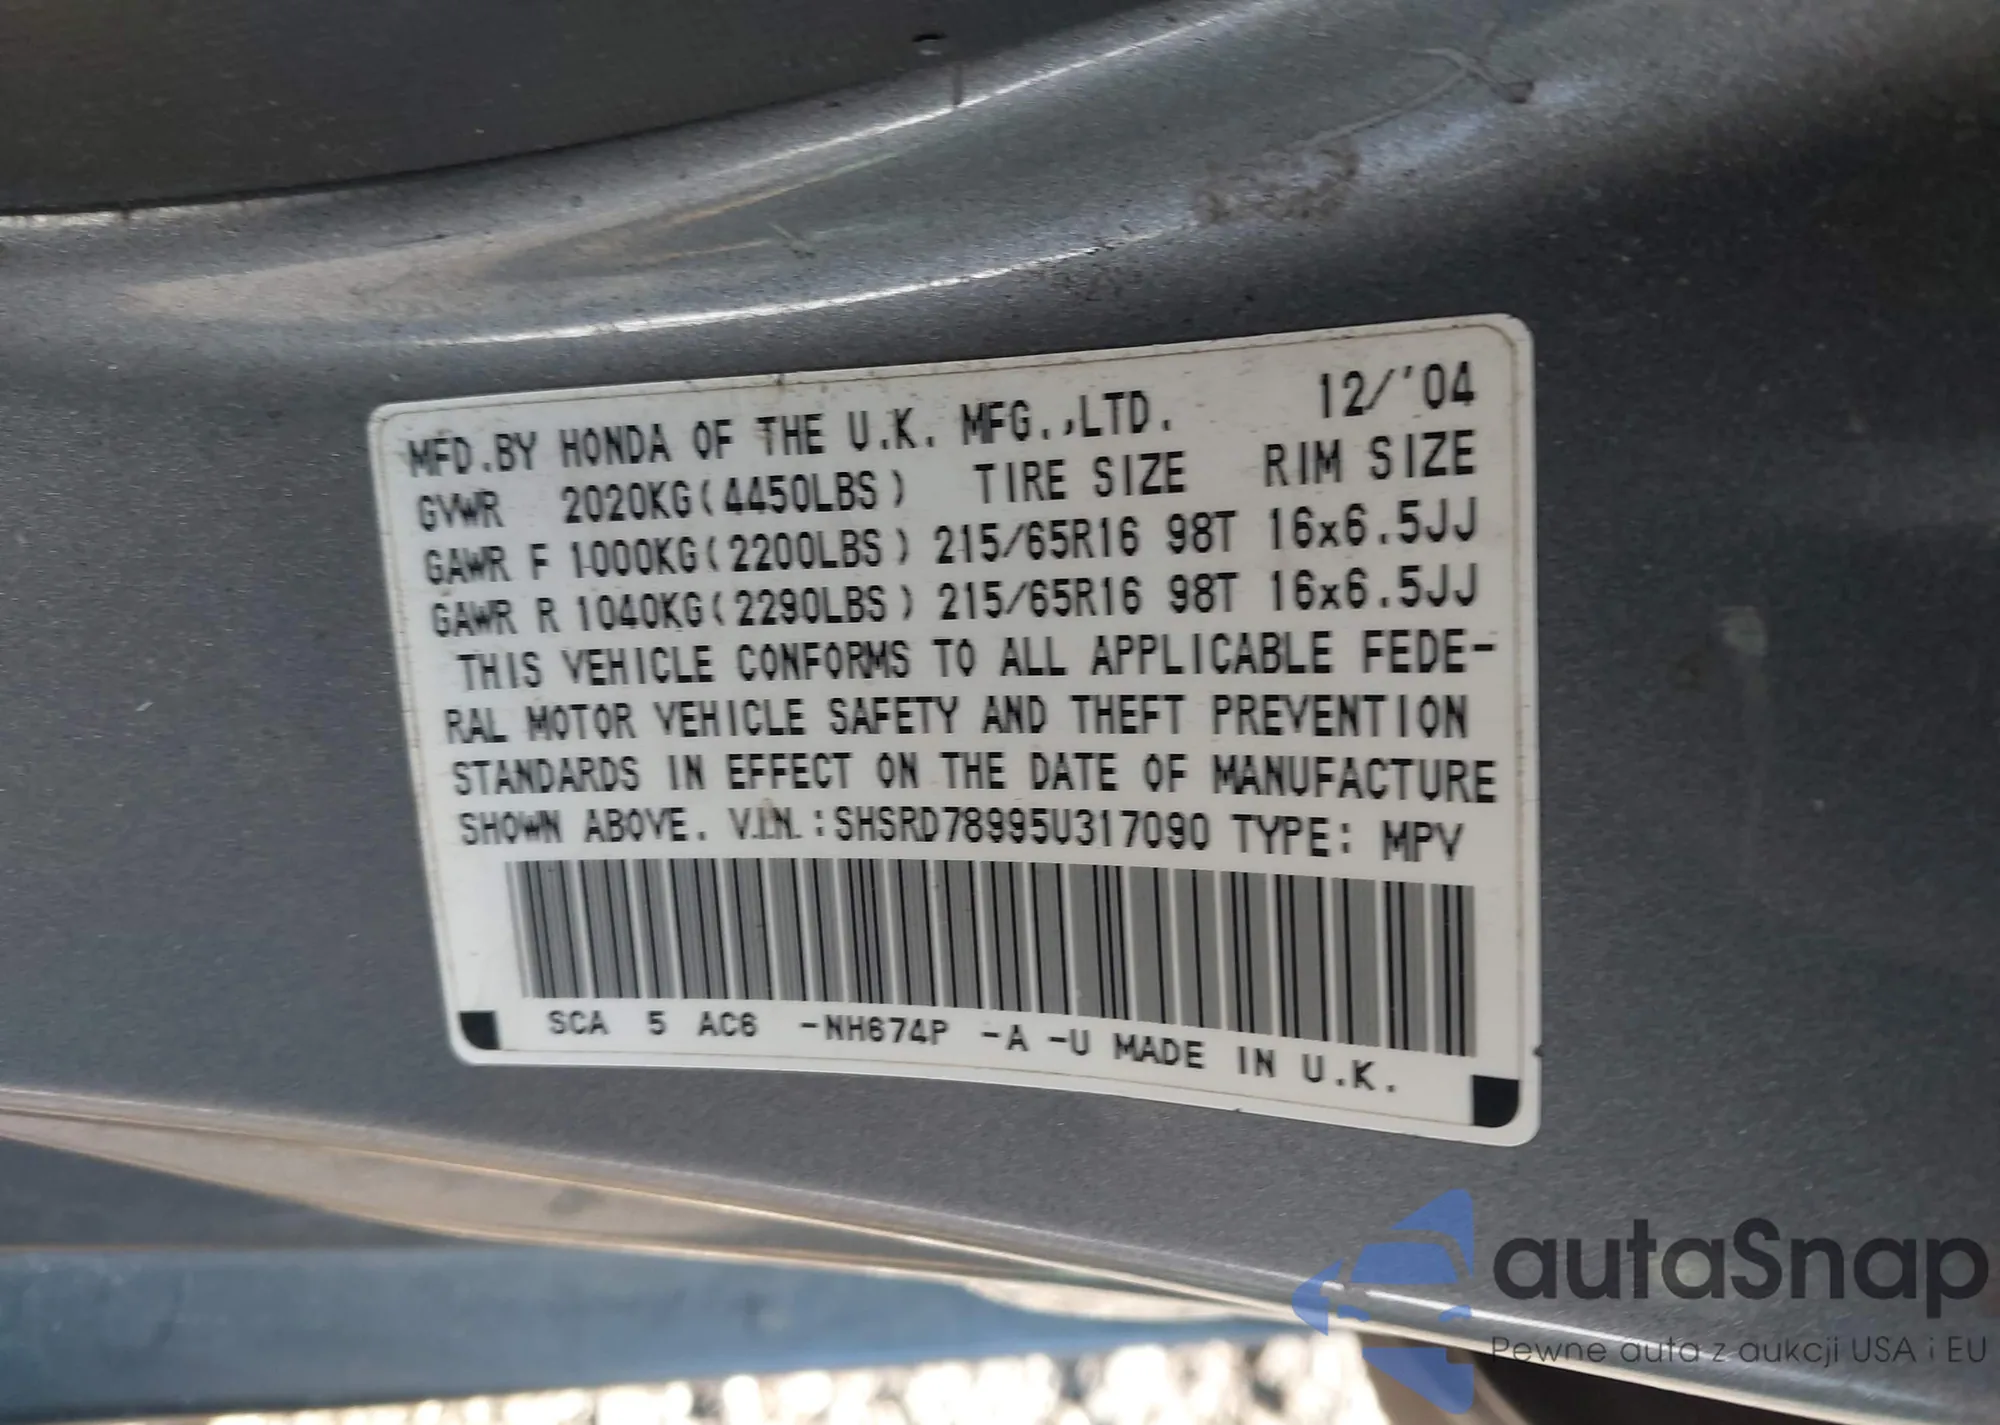 MFD.BY HONDA OF THE U.K. MFG.,LTD. 12/'04
GVWR 2020KG(4450LBS) TIRE SIZE RIM SIZE
GAWR F 1000KG(2200LBS) 215/65R16 98T 16x6.5JJ
GAWR R 1040KG(2290LBS) 215/65R16 98T 16x6.5JJ
THIS VEHICLE CONFORMS TO ALL APPLICABLE FEDE-
RAL MOTOR VEHICLE SAFETY AND THEFT PREVENTION
STANDARDS IN EFFECT ON THE DATE OF MANUFACTURE
SHOWN ABOVE. V.I.N.:SHSRD78995U317090 TYPE: MPV
SCA 5 AC6 -NH674P -A -U MADE IN U.K.
autaSnap
Pewne auta z aukcji USA i EU